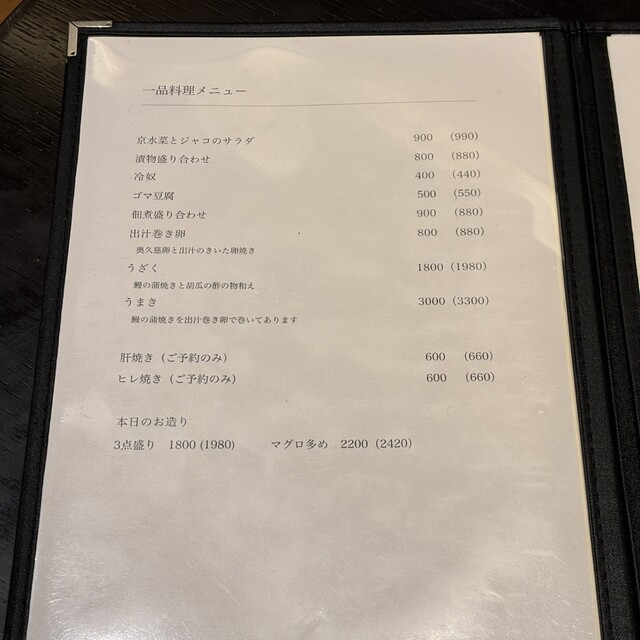 一品料理メニュー
京水菜とジャコのサラダ 900 (990)
漬物盛り合わせ 800 (880)
冷奴 400 (440)
ゴマ豆腐 500 (550)
佃煮盛り合わせ 900 (880)
出汁巻き卵 800 (880)
奥久慈卵と出汁のきいた卵焼き
うざく 1800 (1980)
鰻の蒲焼きと胡瓜の酢の物和え
うまき 3000 (3300)
鰻の蒲焼きを出汁巻き卵で巻いてあります
肝焼き（ご予約のみ） 600 (660)
ヒレ焼き（ご予約のみ） 600 (660)
本日のお造り
3点盛り 1800 (1980) マグロ多め 2200 (2420)